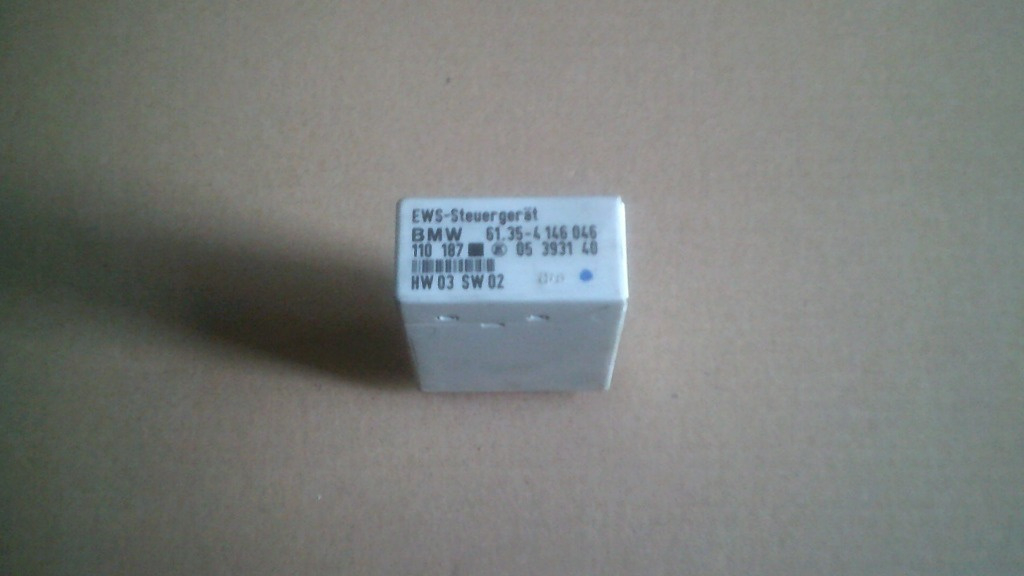 EWS-Steuergerät
BMW 61.35-4 146 046
110 187 05 3931 40
HW 03 SW 02